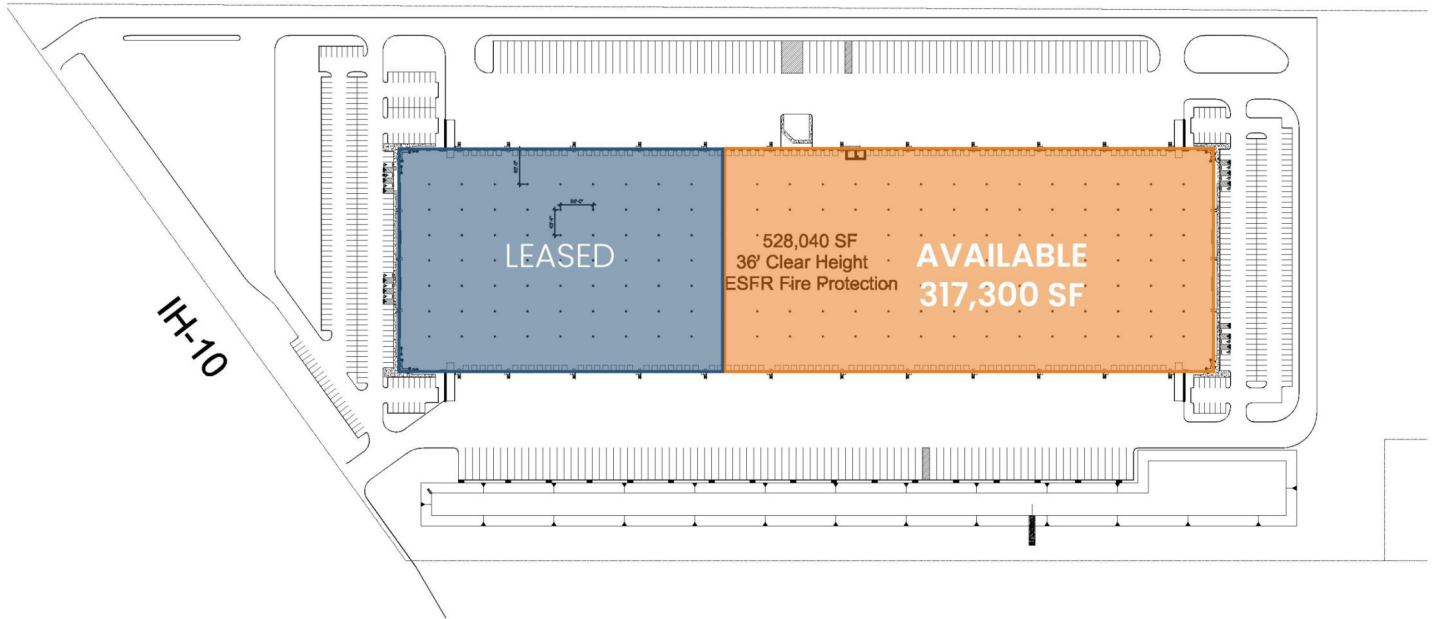 LEASED
528,040 SF
36' Clear Height
ESFR Fire Protection
AVAILABLE
317,300 SF
IH-10